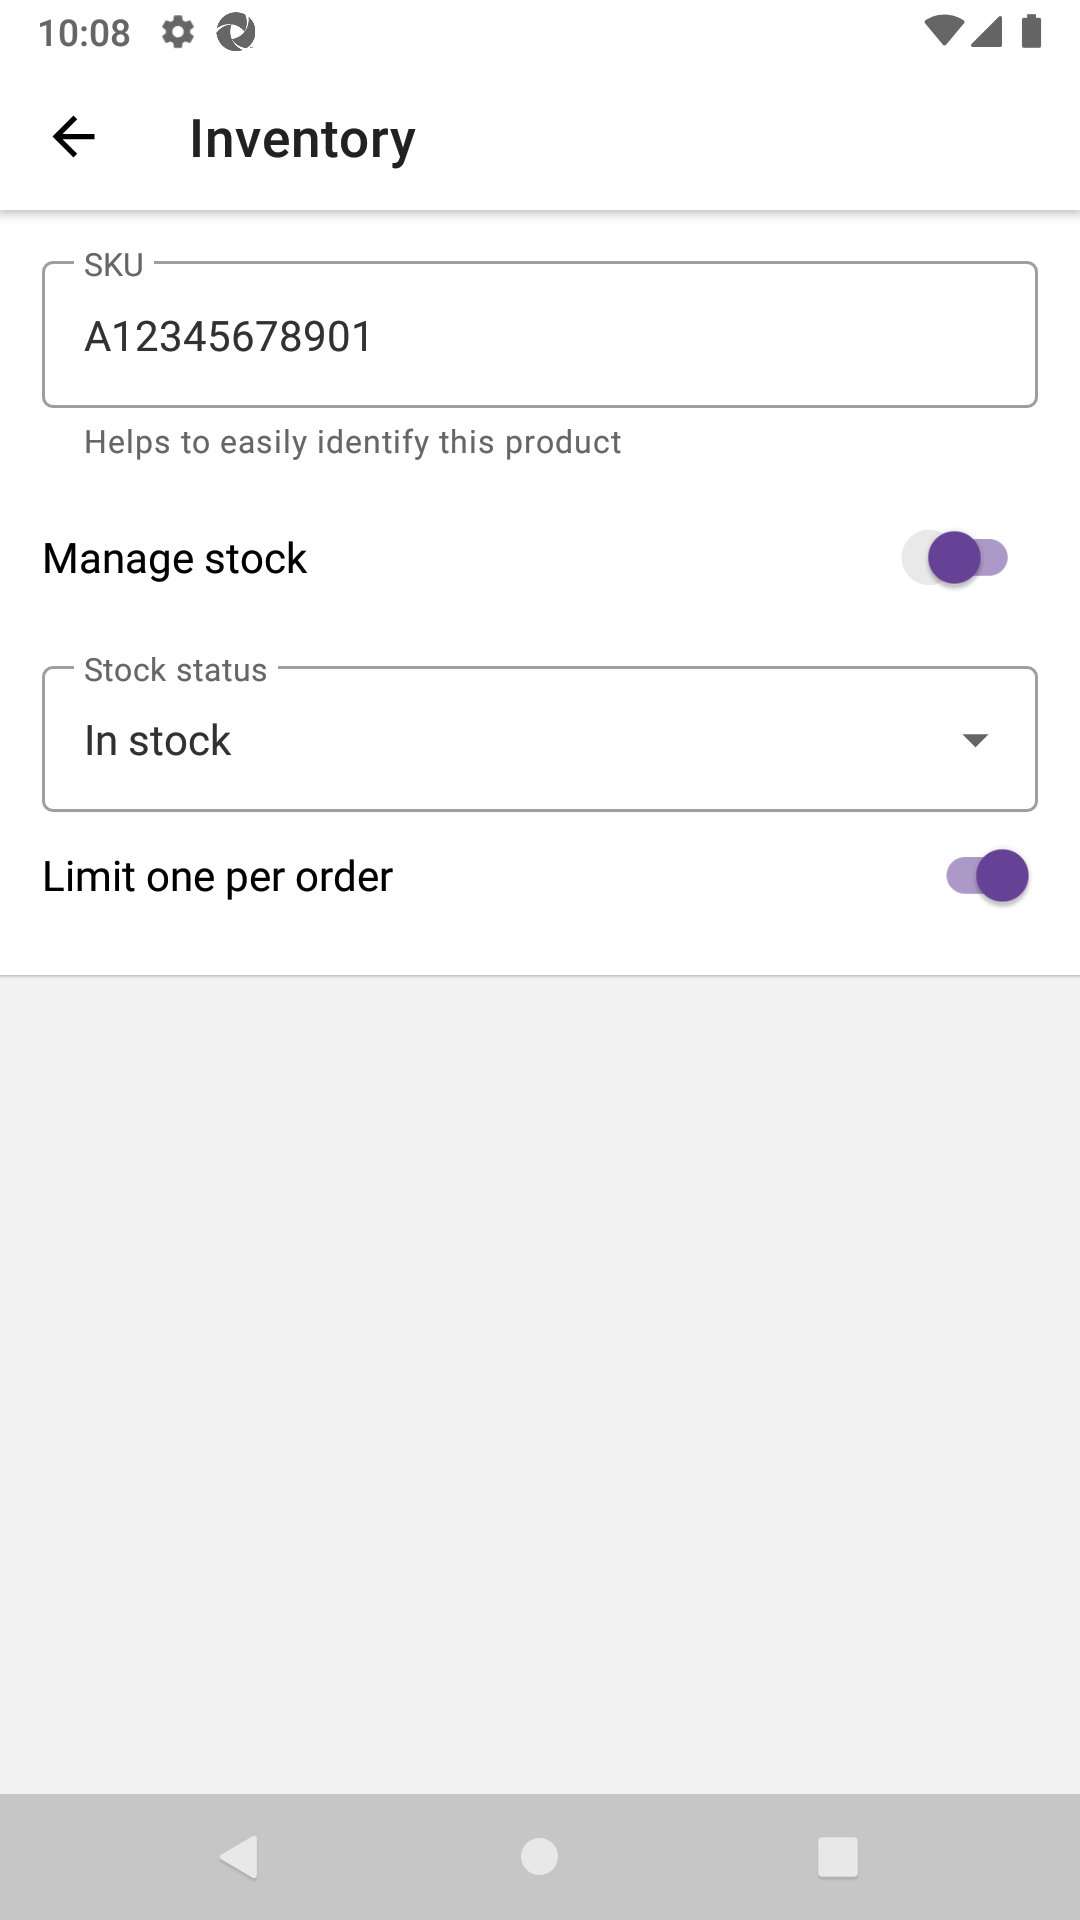 10:08
Inventory
SKU
A12345678901
Helps to easily identify this product
Manage stock
Stock status
In stock
Limit one per order